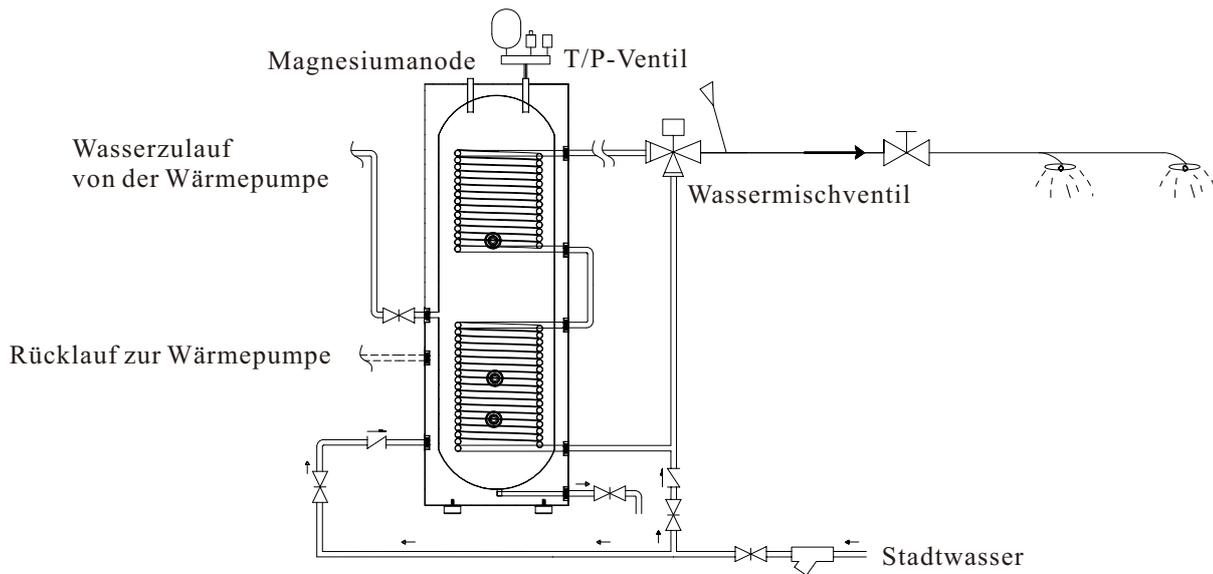 Magnesiumanode
T/P-Ventil
Wasserzulauf
von der Wärmepumpe
Wassermischventil
Rücklauf zur Wärmepumpe
Stadtwasser